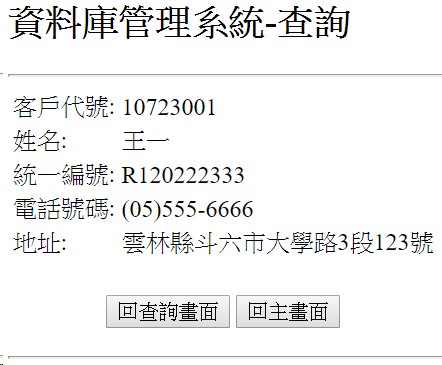 資料庫管理系統-查詢
客戶代號: 10723001
姓名: 王一
統一編號: R120222333
電話號碼: (05)555-6666
地址: 雲林縣斗六市大學路3段123號
回查詢畫面 回主畫面